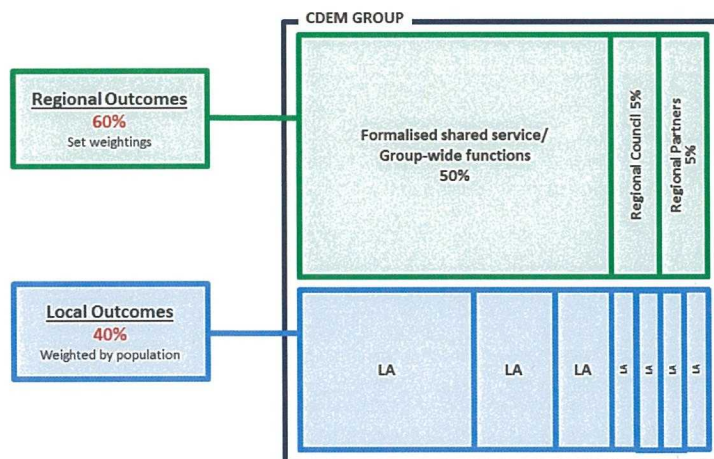 CDEM GROUP
Regional Outcomes
60%
Set weightings
Formalised shared service/
Group-wide functions
50%
Regional Council 5%
Regional Partners
5%
Local Outcomes
40%
Weighted by population
LA
LA
LA
LA
LA
LA
LA